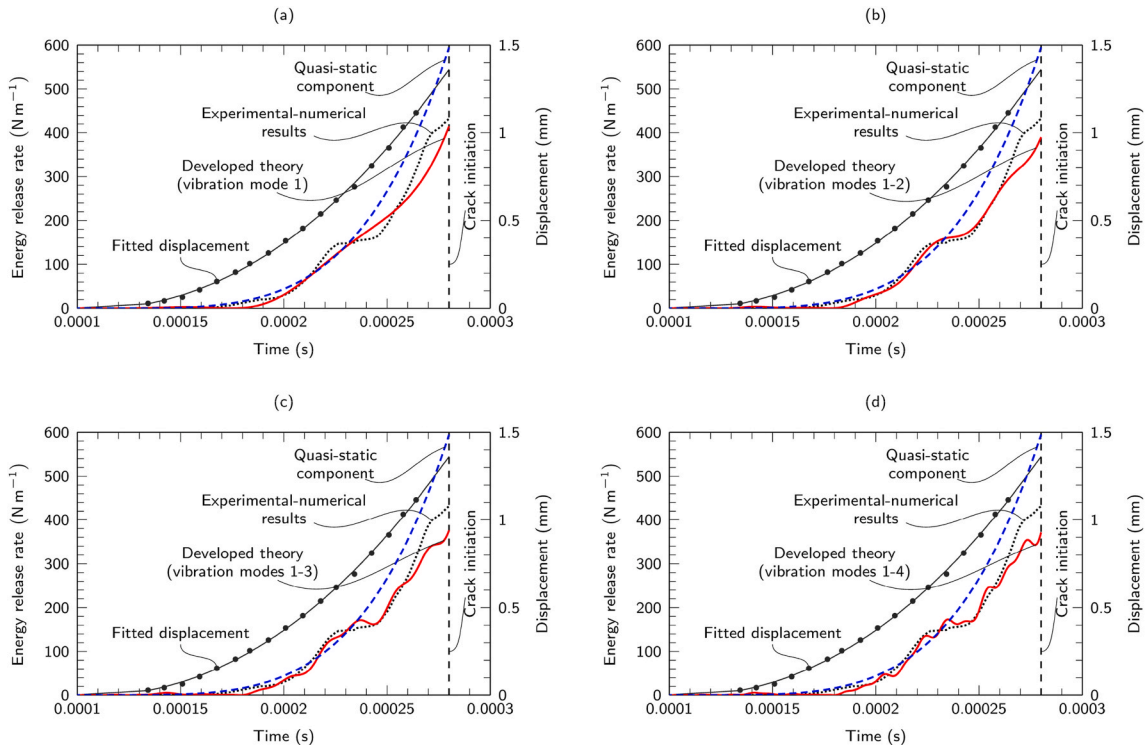 (a)
600
500
400
300
200
100
0
Energy release rate (N m−1)
1.5
1
0.5
0
Displacement (mm)
Quasi-static
component
Experimental-numerical
results
Developed theory
(vibration mode 1)
Fitted displacement
Crack initiation
0.0001
0.00015
0.0002
0.00025
0.0003
Time (s)
(b)
600
500
400
300
200
100
0
Energy release rate (N m−1)
1.5
1
0.5
0
Displacement (mm)
Quasi-static
component
Experimental-numerical
results
Developed theory
(vibration modes 1-2)
Fitted displacement
Crack initiation
0.0001
0.00015
0.0002
0.00025
0.0003
Time (s)
(c)
600
500
400
300
200
100
0
Energy release rate (N m−1)
1.5
1
0.5
0
Displacement (mm)
Quasi-static
component
Experimental-numerical
results
Developed theory
(vibration modes 1-3)
Fitted displacement
Crack initiation
0.0001
0.00015
0.0002
0.00025
0.0003
Time (s)
(d)
600
500
400
300
200
100
0
Energy release rate (N m−1)
1.5
1
0.5
0
Displacement (mm)
Quasi-static
component
Experimental-numerical
results
Developed theory
(vibration modes 1-4)
Fitted displacement
Crack initiation
0.0001
0.00015
0.0002
0.00025
0.0003
Time (s)